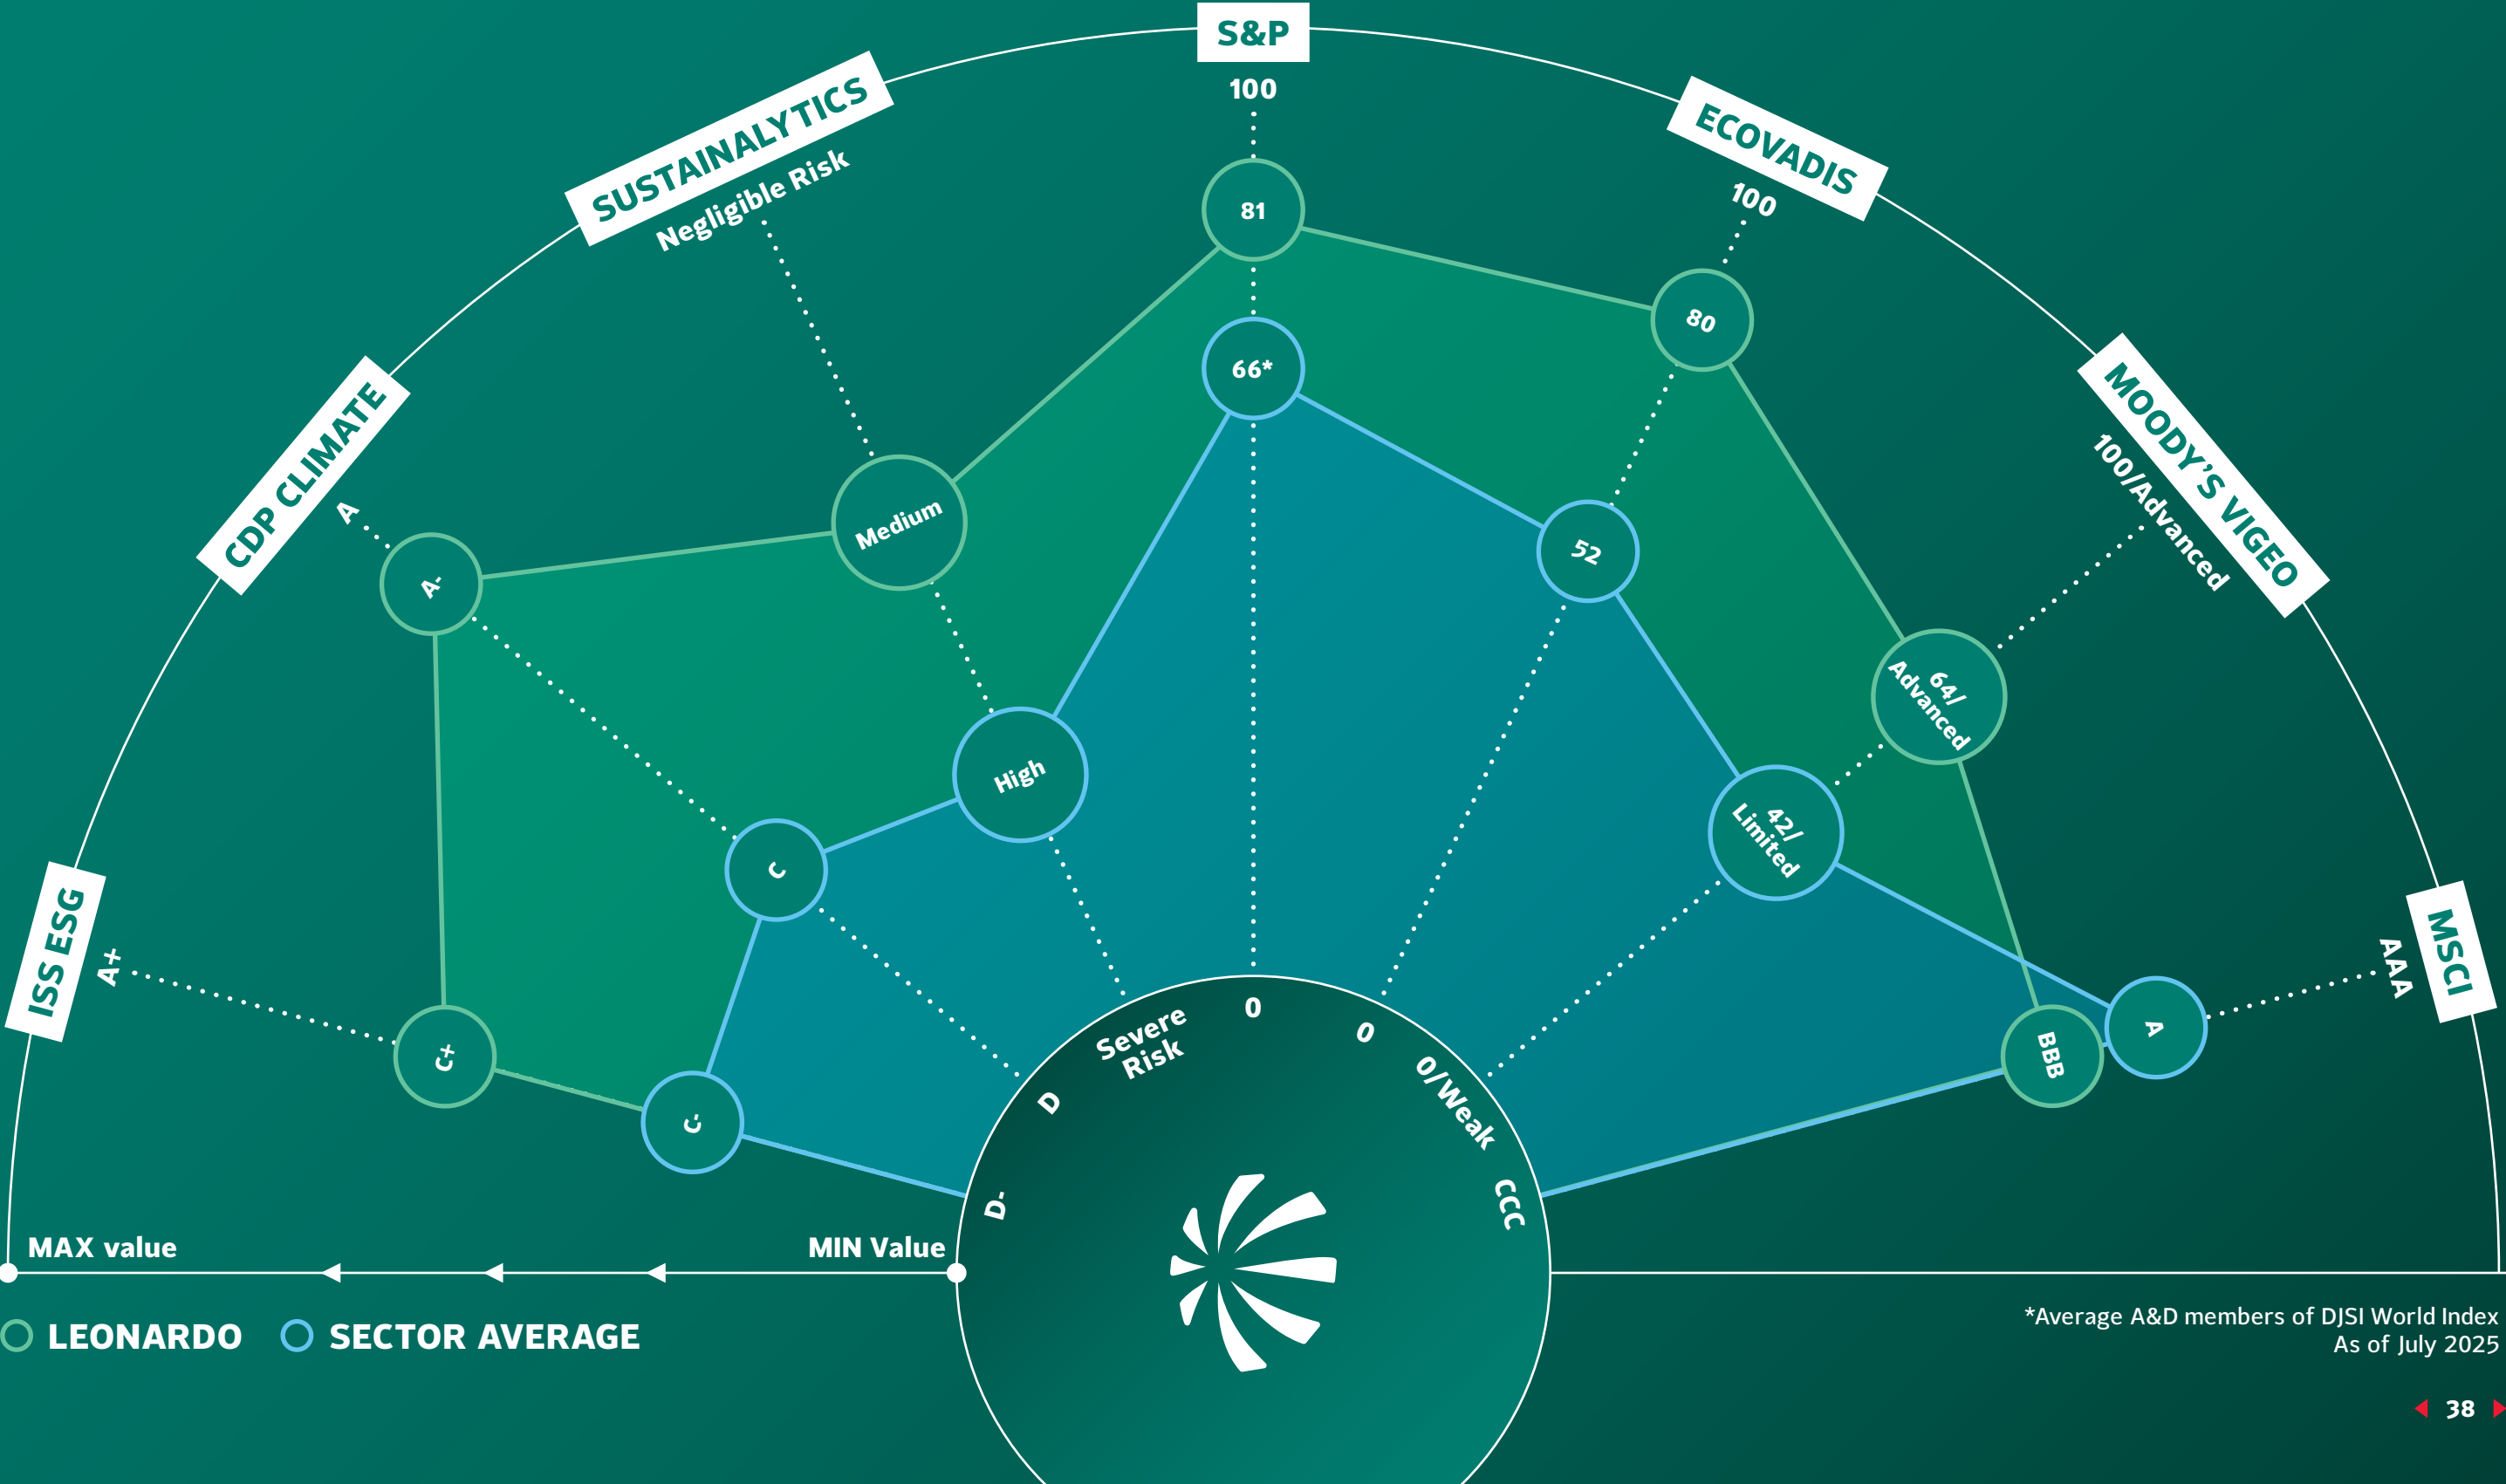 S&P
100
81
66*
0
SUSTAINALYTICS
Negligible Risk
Medium
High
Severe
Risk
ECOVADIS
100
80
52
0
CDP CLIMATE
A
A-
C
D
MOODY'S VIGEO
100/Advanced
64/
Advanced
42/
Limited
0/Weak
ISS ESG
A+
C+
C-
D-
MSCI
AAA
A
BBB
CCC
MAX value
MIN Value
LEONARDO
SECTOR AVERAGE
*Average A&D members of DJSI World Index
As of July 2025
38